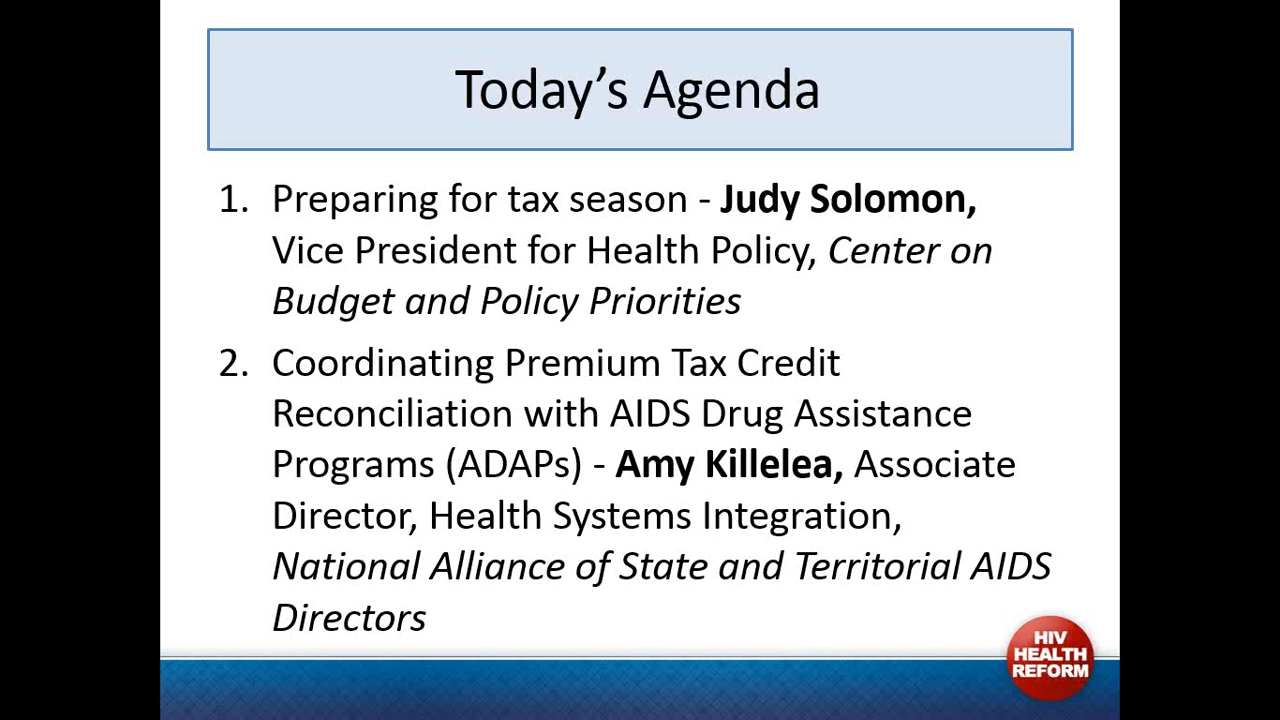 Today’s Agenda
1. Preparing for tax season - Judy Solomon,
Vice President for Health Policy, Center on
Budget and Policy Priorities
2. Coordinating Premium Tax Credit
Reconciliation with AIDS Drug Assistance
Programs (ADAPs) - Amy Killelea, Associate
Director, Health Systems Integration,
National Alliance of State and Territorial AIDS
Directors
HIV
HEALTH
REFORM